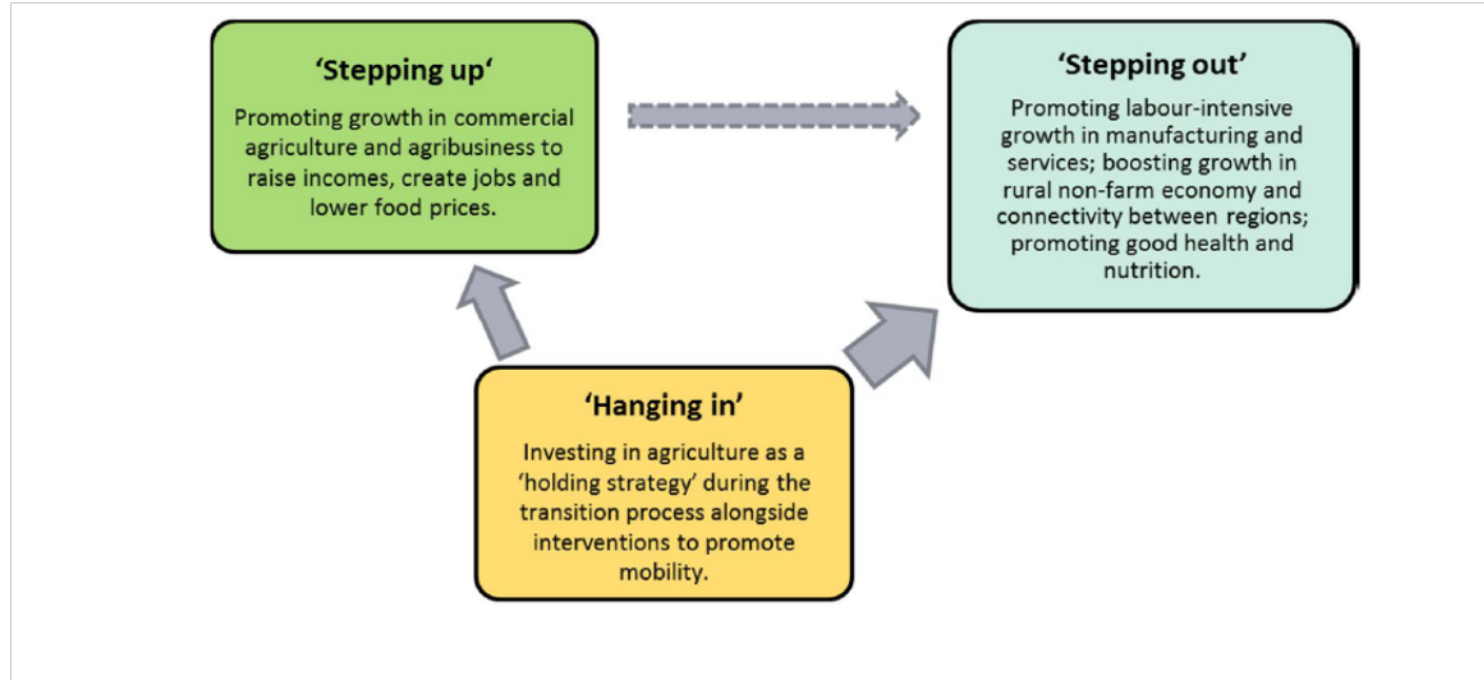 ‘Stepping up‘
Promoting growth in commercial
agriculture and agribusiness to
raise incomes, create jobs and
lower food prices.
‘Stepping out’
Promoting labour-intensive
growth in manufacturing and
services; boosting growth in
rural non-farm economy and
connectivity between regions;
promoting good health and
nutrition.
‘Hanging in’
Investing in agriculture as a
‘holding strategy’ during the
transition process alongside
interventions to promote
mobility.